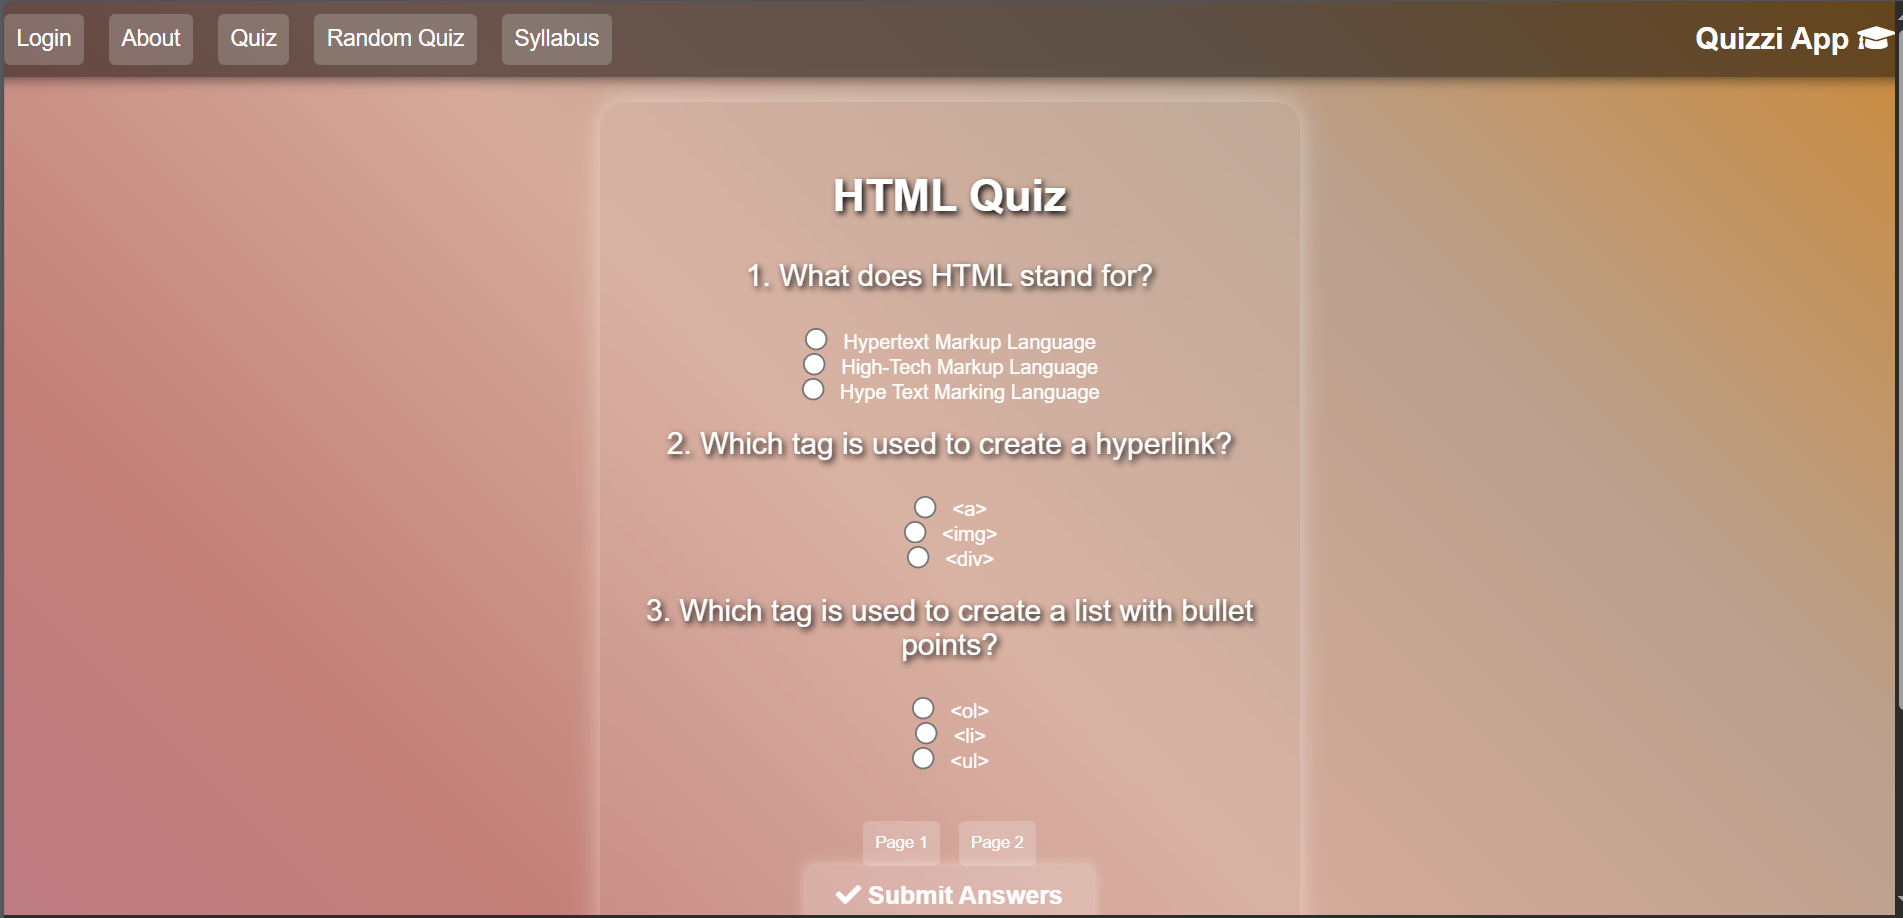 Login About Quiz Random Quiz Syllabus Quizzi App
HTML Quiz
1. What does HTML stand for?
Hypertext Markup Language
High-Tech Markup Language
Hype Text Marking Language
2. Which tag is used to create a hyperlink?
<a>
<img>
<div>
3. Which tag is used to create a list with bullet
points?
<ol>
<li>
<ul>
Page 1 Page 2
Submit Answers